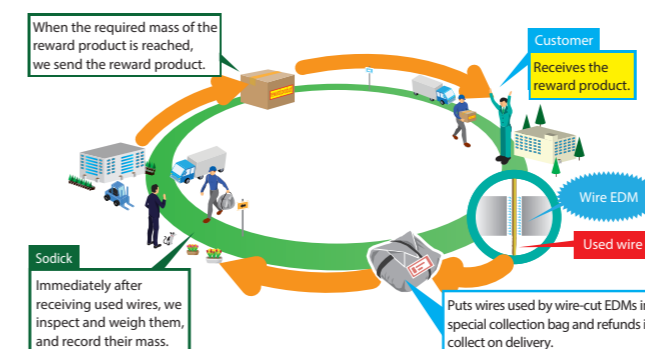 When the required mass of the
reward product is reached,
we send the reward product.
Customer
Receives the
reward product.
Wire EDM
Used wire
Sodick
Immediately after
receiving used wires, we
inspect and weigh them,
and record their mass.
Puts wires used by wire-cut EDMs in
special collection bag and refunds i
collect on delivery.